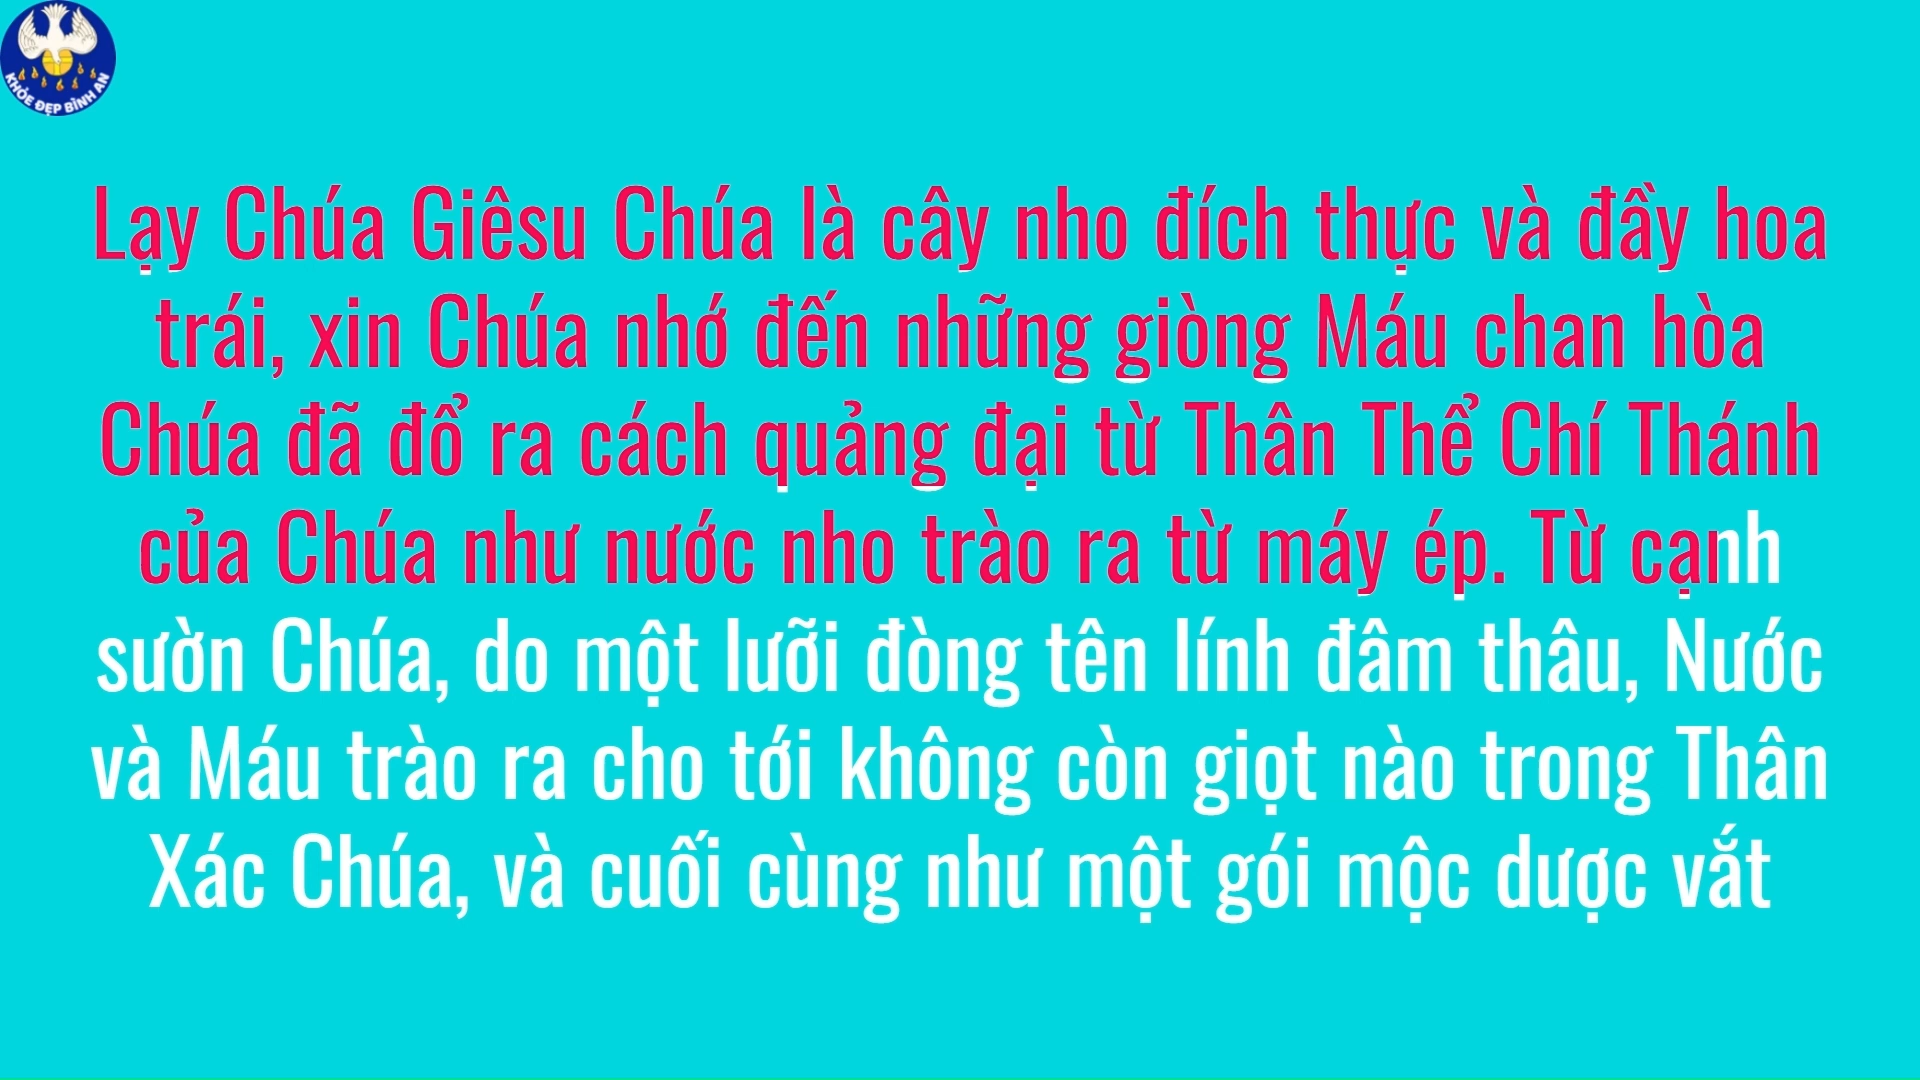 KHỎE ĐẸP BÌNH AN
Lạy Chúa Giêsu Chúa là cây nho đích thực và đầy hoa
trái, xin Chúa nhớ đến những giòng Máu chan hòa
Chúa đã đổ ra cách quảng đại từ Thân Thể Chí Thánh
của Chúa như nước nho trào ra từ máy ép. Từ cạnh
sườn Chúa, do một lưỡi đòng tên lính đâm thâu, Nước
và Máu trào ra cho tới không còn giọt nào trong Thân
Xác Chúa, và cuối cùng như một gói mộc dược vắt